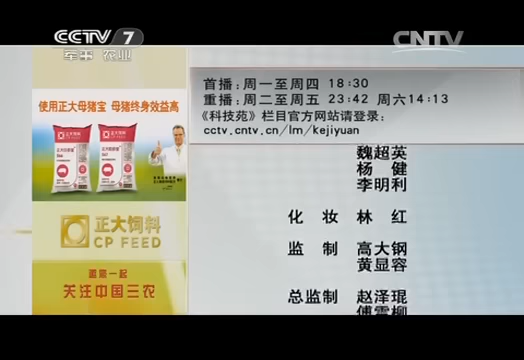 CCTV 7
军事 农业
CNTV
首播:周一至周四 18:30
重播:周二至周五 23:42 周六14:13
《科技苑》栏目官方网站请登录:
cctv.cntv.cn/lm/kejiyuan
使用正大母猪宝 母猪终身效益高
正大饲料
CP FEED
关注中国三农
魏超英
杨 健
李明利
化 妆 林 红
监 制 高大钢
黄显容
总监制 赵泽琨
傅雪柳